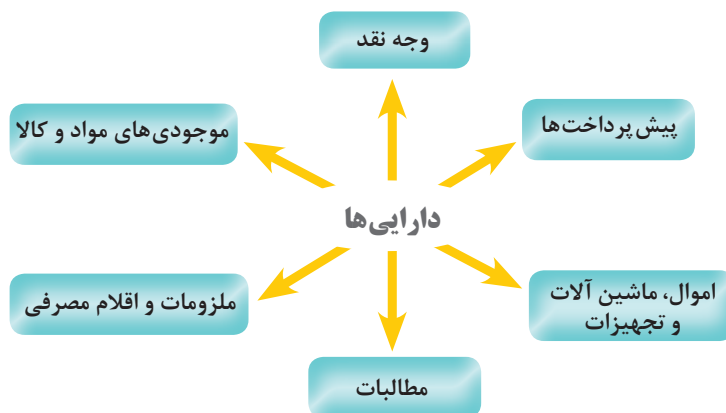 وجه نقد
پیش‌پرداخت‌ها
موجودی‌های مواد و کالا
دارایی‌ها
اموال، ماشین آلات
و تجهیزات
ملزومات و اقلام مصرفی
مطالبات